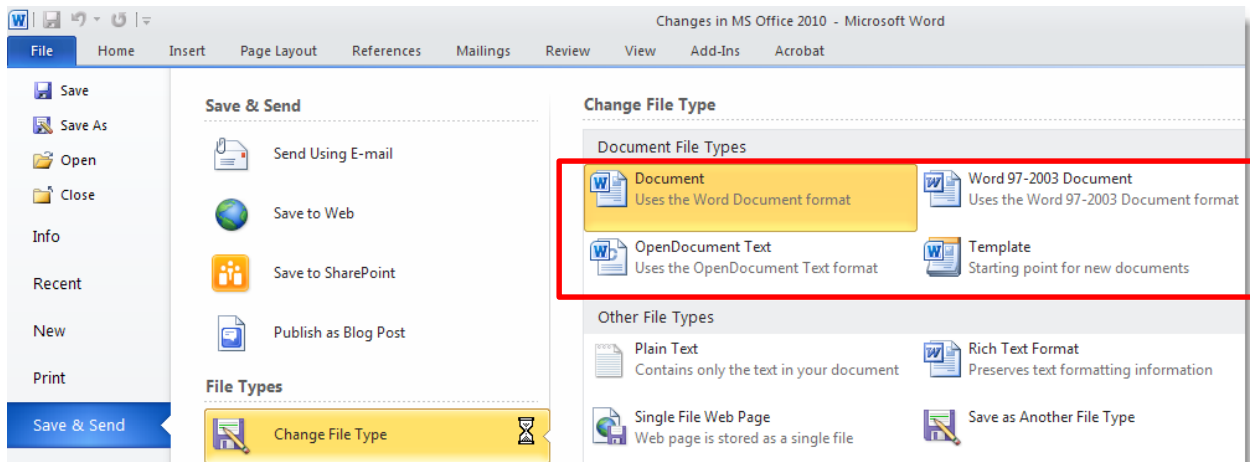 Changes in MS Office 2010 - Microsoft Word
File Home Insert Page Layout References Mailings Review View Add-Ins Acrobat
Save
Save As
Open
Close
Info
Recent
New
Print
Save & Send
Save & Send
Send Using E-mail
Save to Web
Save to SharePoint
Publish as Blog Post
File Types
Change File Type
Change File Type
Document File Types
Document
Uses the Word Document format
Word 97-2003 Document
Uses the Word 97-2003 Document format
OpenDocument Text
Uses the OpenDocument Text format
Template
Starting point for new documents
Other File Types
Plain Text
Contains only the text in your document
Rich Text Format
Preserves text formatting information
Single File Web Page
Web page is stored as a single file
Save as Another File Type